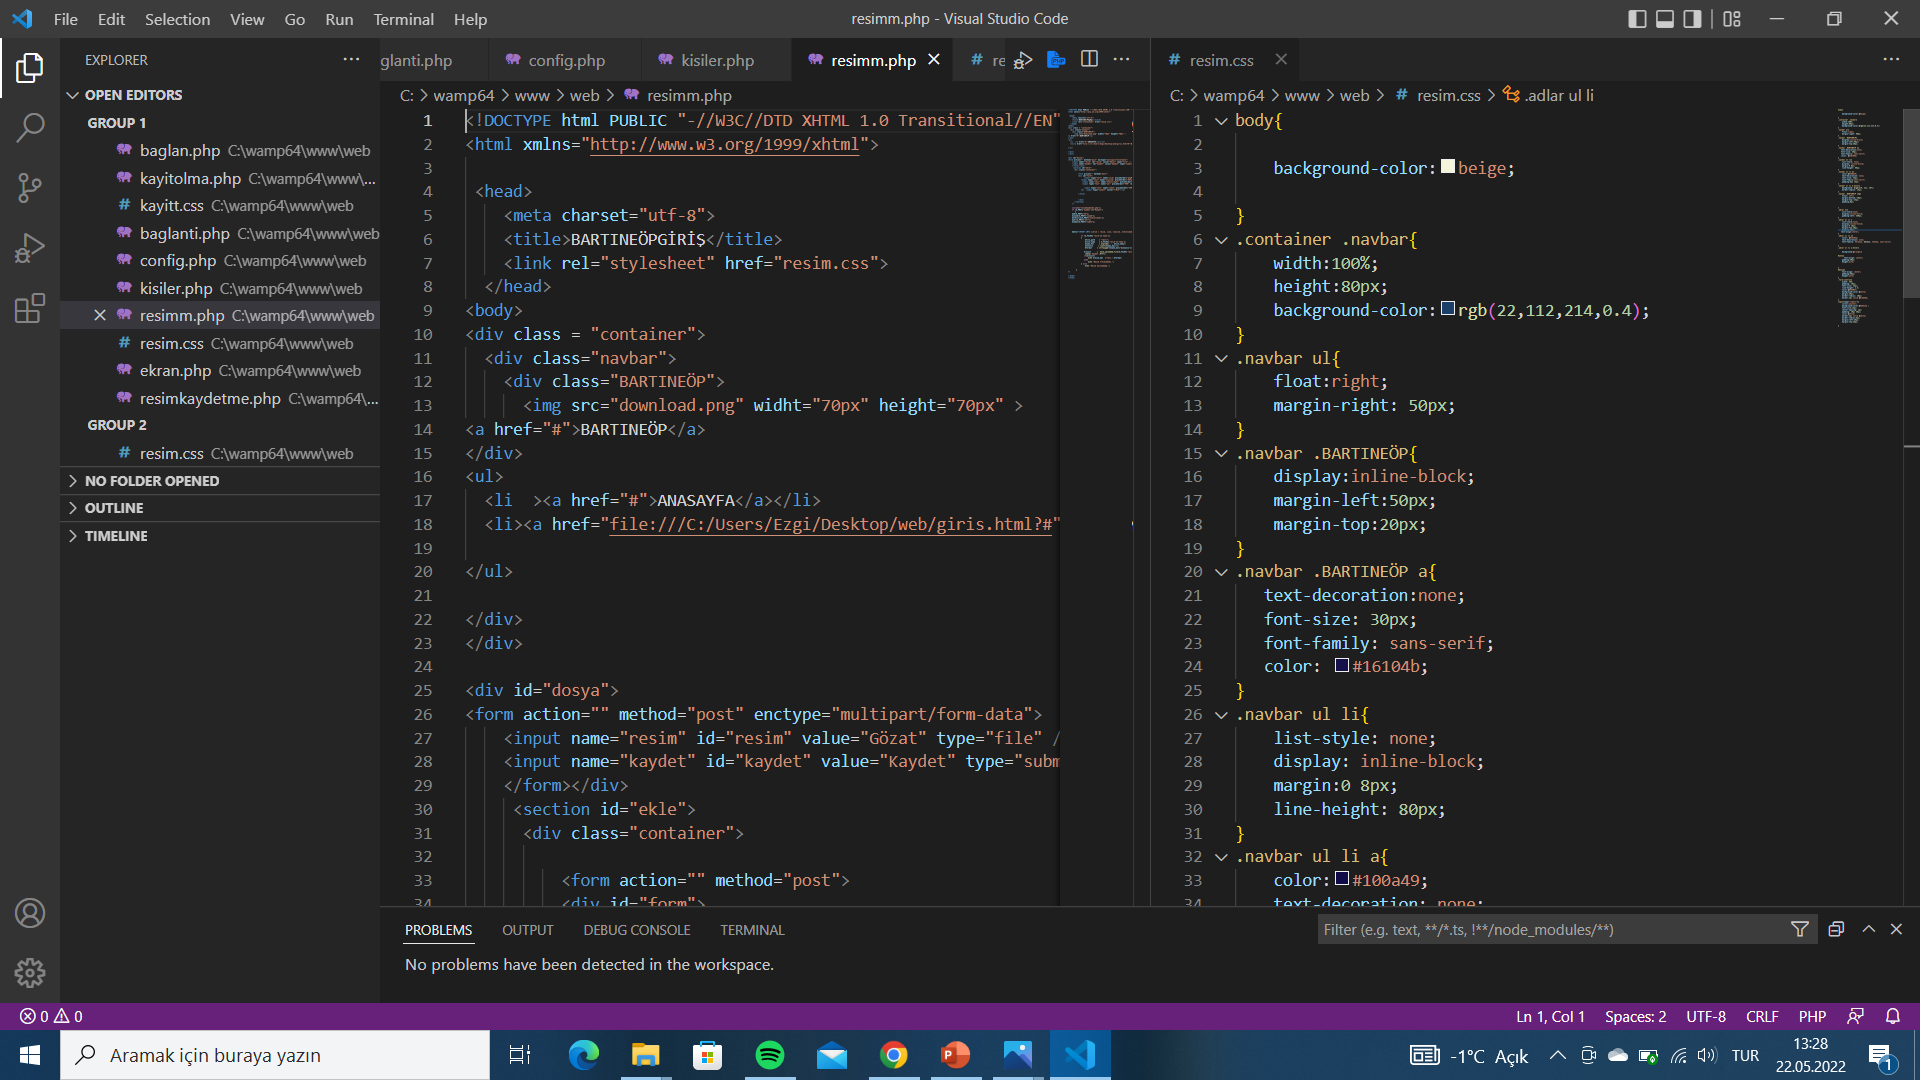 File Edit Selection View Go Run Terminal Help
resimm.php - Visual Studio Code
EXPLORER
OPEN EDITORS
GROUP 1
baglan.php C:\wamp64\www\web
kayitolma.php C:\wamp64\www\...
kayitt.css C:\wamp64\www\web
baglanti.php C:\wamp64\www\web
config.php C:\wamp64\www\web
kisiler.php C:\wamp64\www\web
resimm.php C:\wamp64\www\web
resim.css C:\wamp64\www\web
ekran.php C:\wamp64\www\web
resimkaydetme.php C:\wamp64\...
GROUP 2
resim.css C:\wamp64\www\web
NO FOLDER OPENED
OUTLINE
TIMELINE
glanti.php config.php kisiler.php resimm.php re
C: > wamp64 > www > web > resimm.php
1 <!DOCTYPE html PUBLIC "-//W3C//DTD XHTML 1.0 Transitional//EN"
2 <html xmlns="http://www.w3.org/1999/xhtml">
3
4 <head>
5 <meta charset="utf-8">
6 <title>BARTINEÖPGİRİŞ</title>
7 <link rel="stylesheet" href="resim.css">
8 </head>
9 <body>
10 <div class = "container">
11 <div class="navbar">
12 <div class="BARTINEÖP">
13 <img src="download.png" widht="70px" height="70px" >
14 <a href="#">BARTINEÖP</a>
15 </div>
16 <ul>
17 <li ><a href="#">ANASAYFA</a></li>
18 <li><a href="file:///C:/Users/Ezgi/Desktop/web/giris.html?#"
19
20 </ul>
21
22 </div>
23 </div>
24
25 <div id="dosya">
26 <form action="" method="post" enctype="multipart/form-data">
27 <input name="resim" id="resim" value="Gözat" type="file" /
28 <input name="kaydet" id="kaydet" value="Kaydet" type="subm
29 </form></div>
30 <section id="ekle">
31 <div class="container">
32
33 <form action="" method="post">
34 <div id="form">
resim.css
C: > wamp64 > www > web > # resim.css > .adlar ul li
1 body{
2
3 background-color: beige;
4
5 }
6 .container .navbar{
7 width:100%;
8 height:80px;
9 background-color: rgb(22,112,214,0.4);
10 }
11 .navbar ul{
12 float:right;
13 margin-right: 50px;
14 }
15 .navbar .BARTINEÖP{
16 display:inline-block;
17 margin-left:50px;
18 margin-top:20px;
19 }
20 .navbar .BARTINEÖP a{
21 text-decoration:none;
22 font-size: 30px;
23 font-family: sans-serif;
24 color: #16104b;
25 }
26 .navbar ul li{
27 list-style: none;
28 display: inline-block;
29 margin:0 8px;
30 line-height: 80px;
31 }
32 .navbar ul li a{
33 color: #100a49;
34 text-decoration: none;
PROBLEMS OUTPUT DEBUG CONSOLE TERMINAL
Filter (e.g. text, **/*.ts, !**/node_modules/**)
No problems have been detected in the workspace.
0 0
Ln 1, Col 1 Spaces: 2 UTF-8 CRLF PHP
Aramak için buraya yazın
-1°C Açık
TUR
13:28
22.05.2022
1